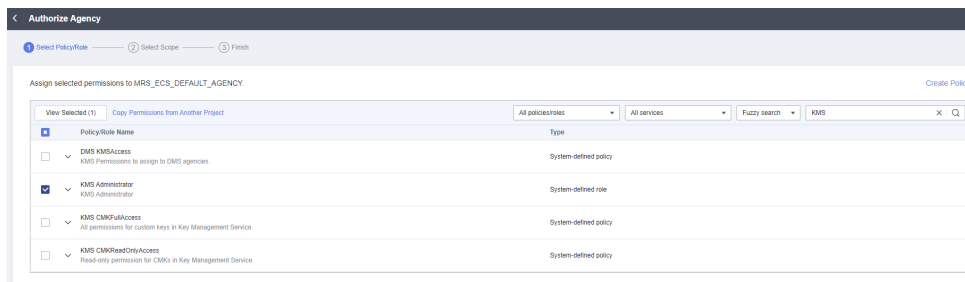 < Authorize Agency
1 Select Policy/Role 2 Select Scope 3 Finish
Assign selected permissions to MRS_ECS_DEFAULT_AGENCY. Create Polic
View Selected (1) Copy Permissions from Another Project All policies/roles All services Fuzzy search KMS
Policy/Role Name Type
DMS KMSAccess
KMS Permissions to assign to DMS agencies. System-defined policy
KMS Administrator
KMS Administrator System-defined role
KMS CMKFullAccess
All permissions for custom keys in Key Management Service. System-defined policy
KMS CMKReadOnlyAccess
Read-only permission for CMKs in Key Management Service. System-defined policy